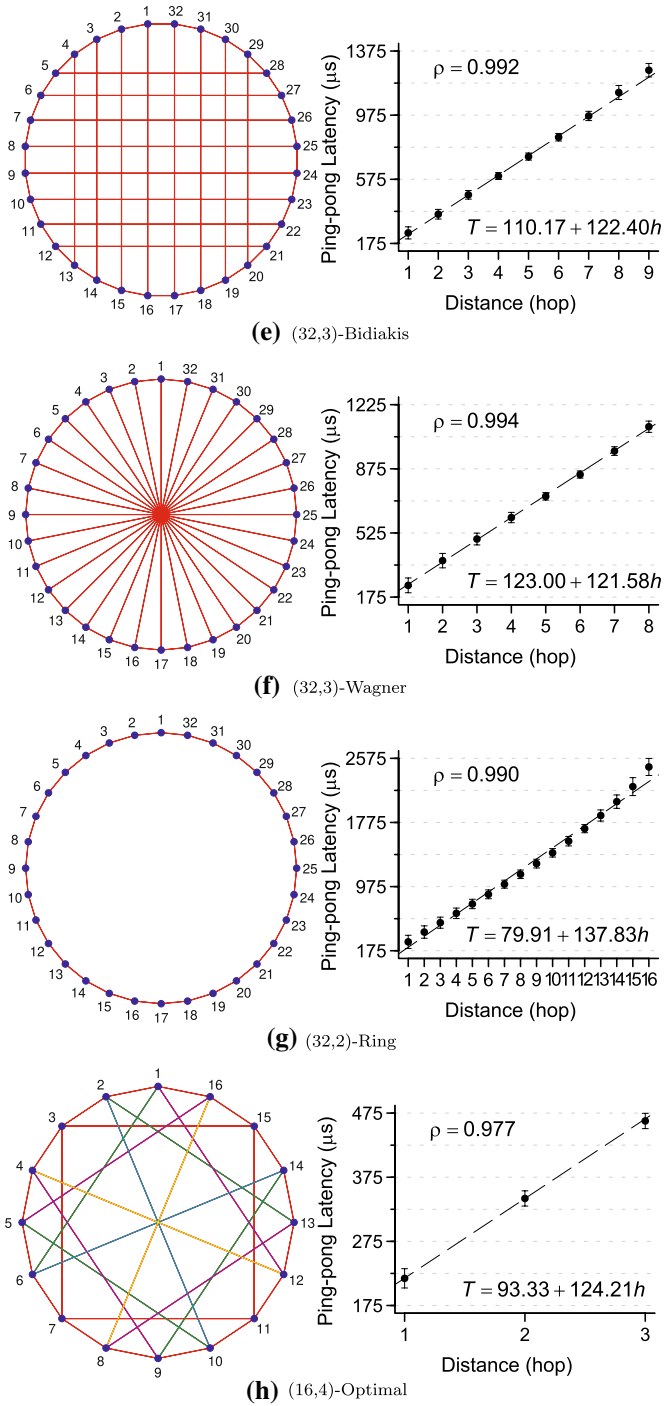 1 32 31 30 29 28 27 26 25 24 23 22 21 20 19 18 17 16 15 14 13 12 11 10 9 8 7 6 5 4 3 2
Ping-pong Latency (μs)
1375
975
575
175
ρ = 0.992
T = 110.17 + 122.40h
1 2 3 4 5 6 7 8 9
Distance (hop)
(e) (32,3)-Bidiakis
1 32 31 30 29 28 27 26 25 24 23 22 21 20 19 18 17 16 15 14 13 12 11 10 9 8 7 6 5 4 3 2
Ping-pong Latency (μs)
1225
875
525
175
ρ = 0.994
T = 123.00 + 121.58h
1 2 3 4 5 6 7 8
Distance (hop)
(f) (32,3)-Wagner
1 32 31 30 29 28 27 26 25 24 23 22 21 20 19 18 17 16 15 14 13 12 11 10 9 8 7 6 5 4 3 2
Ping-pong Latency (μs)
2575
1775
975
175
ρ = 0.990
T = 79.91 + 137.83h
1 2 3 4 5 6 7 8 9 10 11 12 13 14 15 16
Distance (hop)
(g) (32,2)-Ring
1 16 15 14 13 12 11 10 9 8 7 6 5 4 3 2
Ping-pong Latency (μs)
475
375
275
175
ρ = 0.977
T = 93.33 + 124.21h
1 2 3
Distance (hop)
(h) (16,4)-Optimal